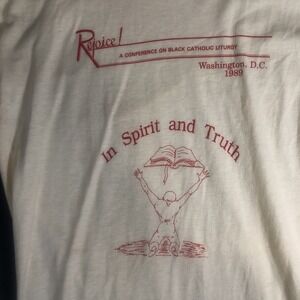 Rejoice!
A CONFERENCE ON BLACK CATHOLIC LITURGY
Washington, D.C.
1989
in Spirit and Truth